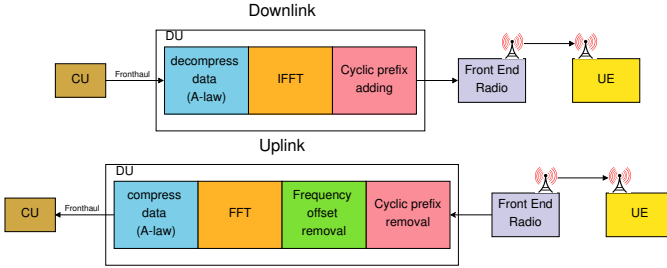 Downlink
DU
CU
Fronthaul
decompress
data
(A-law)
IFFT
Cyclic prefix
adding
Front End
Radio
UE
Uplink
DU
CU
Fronthaul
compress
data
(A-law)
FFT
Frequency
offset
removal
Cyclic prefix
removal
Front End
Radio
UE